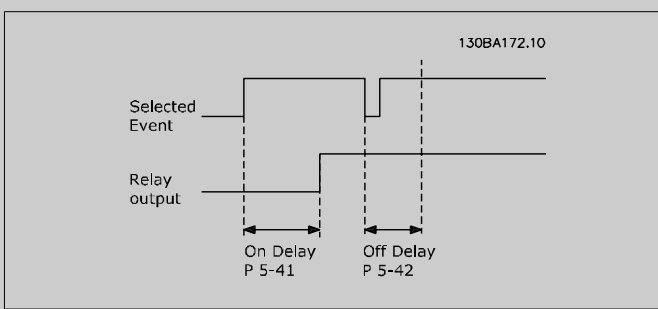 130BA172.10
Selected
Event
Relay
output
On Delay
P 5-41
Off Delay
P 5-42